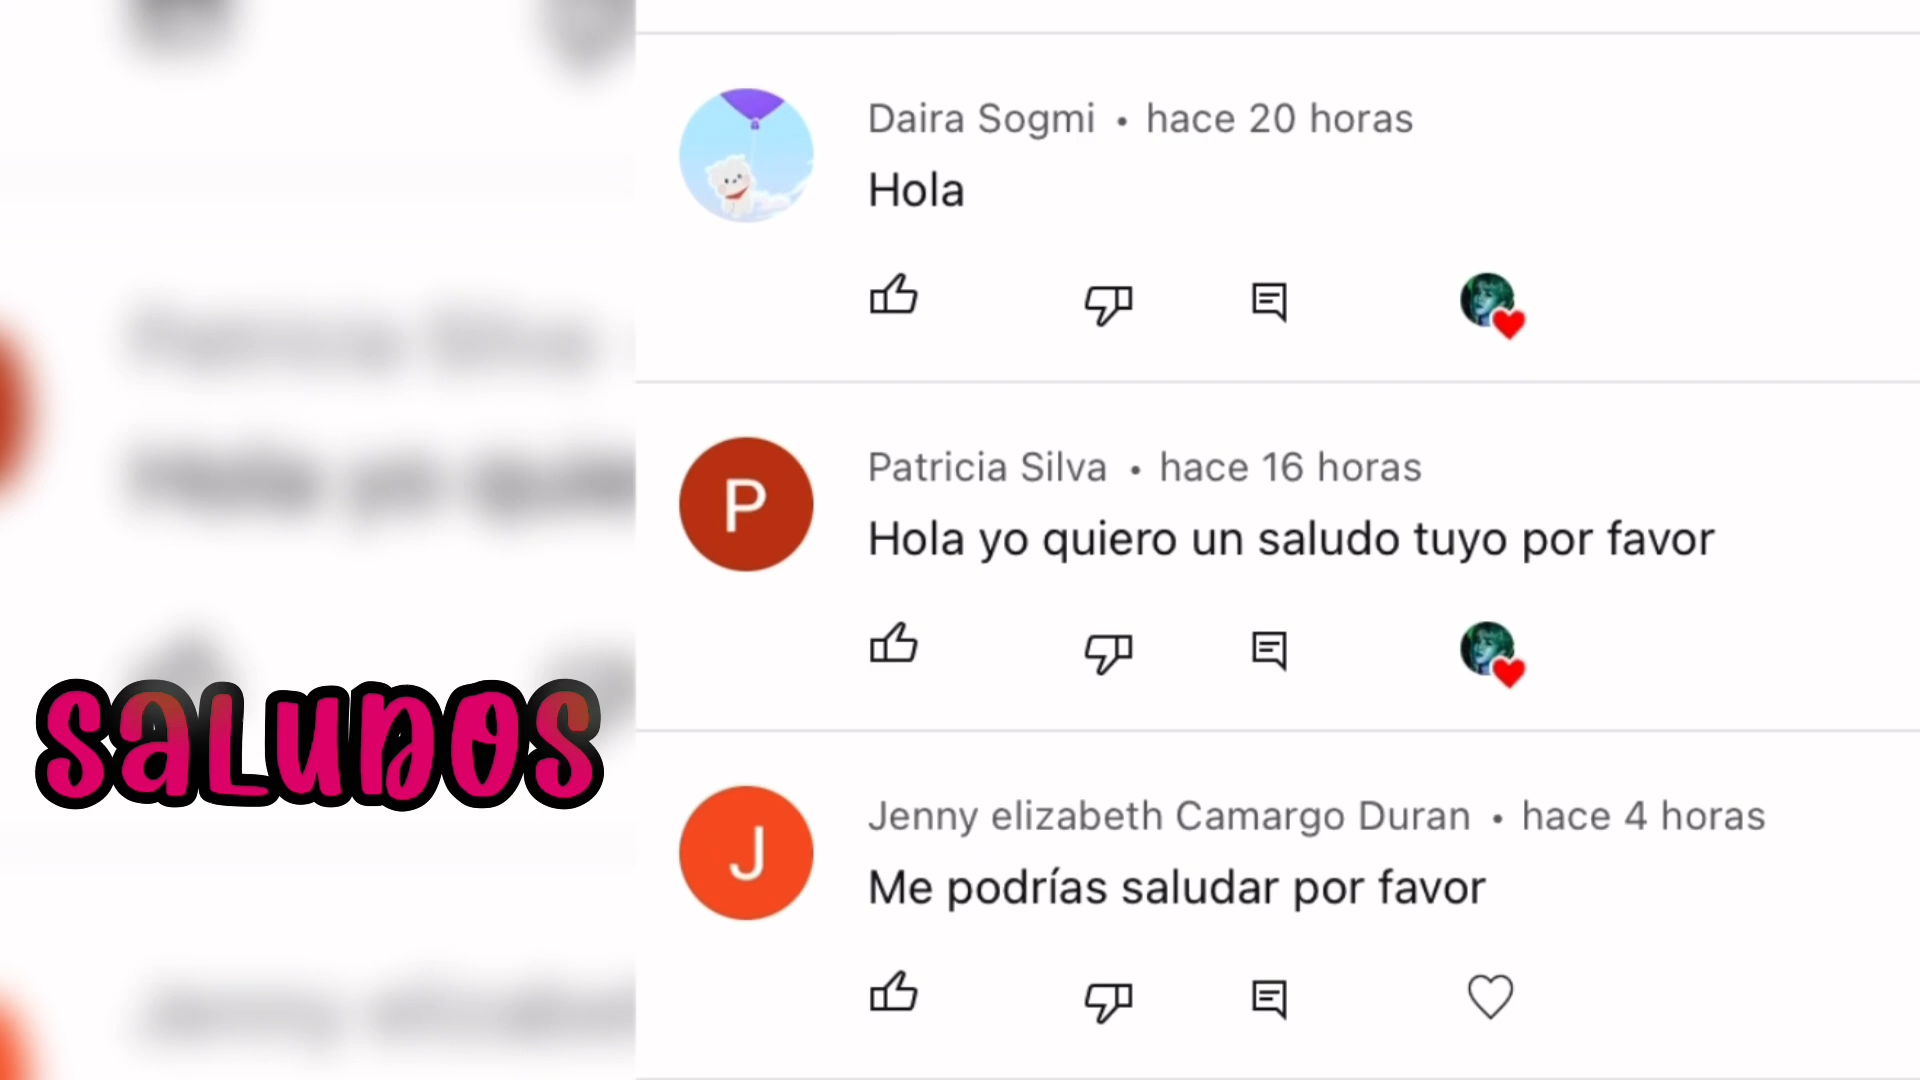 Daira Sogmi • hace 20 horas
Hola
P
Patricia Silva • hace 16 horas
Hola yo quiero un saludo tuyo por favor
SALUDOS
J
Jenny elizabeth Camargo Duran • hace 4 horas
Me podrías saludar por favor